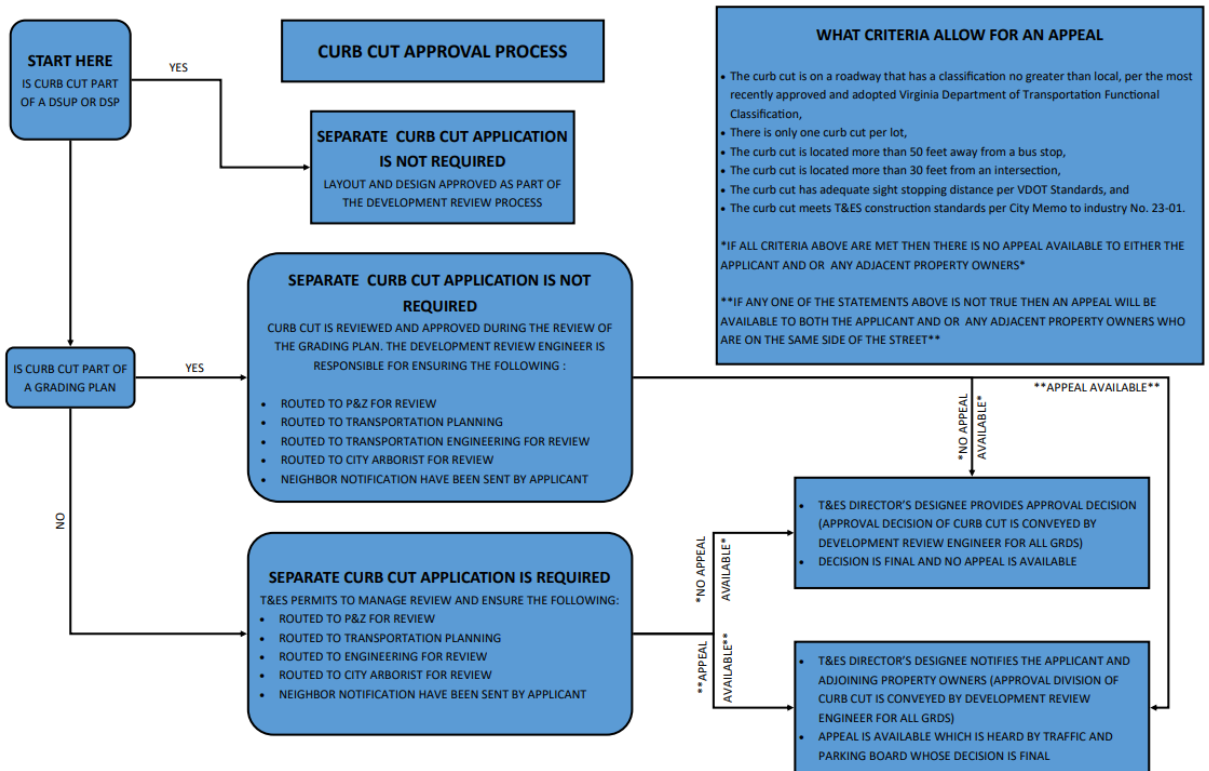 START HERE
IS CURB CUT PART
OF A DSUP OR DSP
YES
CURB CUT APPROVAL PROCESS
SEPARATE CURB CUT APPLICATION
IS NOT REQUIRED
LAYOUT AND DESIGN APPROVED AS PART OF
THE DEVELOPMENT REVIEW PROCESS
WHAT CRITERIA ALLOW FOR AN APPEAL
• The curb cut is on a roadway that has a classification no greater than local, per the most
recently approved and adopted Virginia Department of Transportation Functional
Classification,
• There is only one curb cut per lot,
• The curb cut is located more than 50 feet away from a bus stop,
• The curb cut is located more than 30 feet from an intersection,
• The curb cut has adequate sight stopping distance per VDOT Standards, and
• The curb cut meets T&ES construction standards per City Memo to industry No. 23-01.
*IF ALL CRITERIA ABOVE ARE MET THEN THERE IS NO APPEAL AVAILABLE TO EITHER THE
APPLICANT AND OR ANY ADJACENT PROPERTY OWNERS*
**IF ANY ONE OF THE STATEMENTS ABOVE IS NOT TRUE THEN AN APPEAL WILL BE
AVAILABLE TO BOTH THE APPLICANT AND OR ANY ADJACENT PROPERTY OWNERS WHO
ARE ON THE SAME SIDE OF THE STREET**
IS CURB CUT PART OF
A GRADING PLAN
YES
SEPARATE CURB CUT APPLICATION IS NOT
REQUIRED
CURB CUT IS REVIEWED AND APPROVED DURING THE REVIEW OF
THE GRADING PLAN. THE DEVELOPMENT REVIEW ENGINEER IS
RESPONSIBLE FOR ENSURING THE FOLLOWING :
• ROUTED TO P&Z FOR REVIEW
• ROUTED TO TRANSPORTATION PLANNING
• ROUTED TO TRANSPORTATION ENGINEERING FOR REVIEW
• ROUTED TO CITY ARBORIST FOR REVIEW
• NEIGHBOR NOTIFICATION HAVE BEEN SENT BY APPLICANT
**APPEAL AVAILABLE**
*NO APPEAL
AVAILABLE*
NO
SEPARATE CURB CUT APPLICATION IS REQUIRED
T&ES PERMITS TO MANAGE REVIEW AND ENSURE THE FOLLOWING:
• ROUTED TO P&Z FOR REVIEW
• ROUTED TO TRANSPORTATION PLANNING
• ROUTED TO ENGINEERING FOR REVIEW
• ROUTED TO CITY ARBORIST FOR REVIEW
• NEIGHBOR NOTIFICATION HAVE BEEN SENT BY APPLICANT
*NO APPEAL
AVAILABLE*
**APPEAL
AVAILABLE**
• T&ES DIRECTOR'S DESIGNEE PROVIDES APPROVAL DECISION
(APPROVAL DECISION OF CURB CUT IS CONVEYED BY
DEVELOPMENT REVIEW ENGINEER FOR ALL GRDS)
• DECISION IS FINAL AND NO APPEAL IS AVAILABLE
• T&ES DIRECTOR'S DESIGNEE NOTIFIES THE APPLICANT AND
ADJOINING PROPERTY OWNERS (APPROVAL DIVISION OF
CURB CUT IS CONVEYED BY DEVELOPMENT REVIEW
ENGINEER FOR ALL GRDS)
• APPEAL IS AVAILABLE WHICH IS HEARD BY TRAFFIC AND
PARKING BOARD WHOSE DECISION IS FINAL